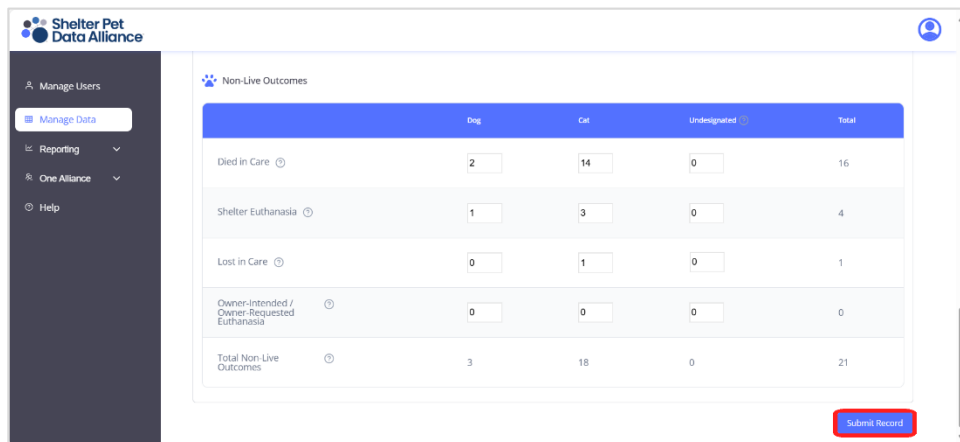 Shelter Pet
Data Alliance
Manage Users
Manage Data
Reporting
One Alliance
Help
Non-Live Outcomes
Dog Cat Undesignated ? Total
Died in Care ? 2 14 0 16
Shelter Euthanasia ? 1 3 0 4
Lost in Care ? 0 1 0 1
Owner-Intended / ?
Owner-Requested 0 0 0 0
Euthanasia
Total Non-Live ? 3 18 0 21
Outcomes
Submit Record